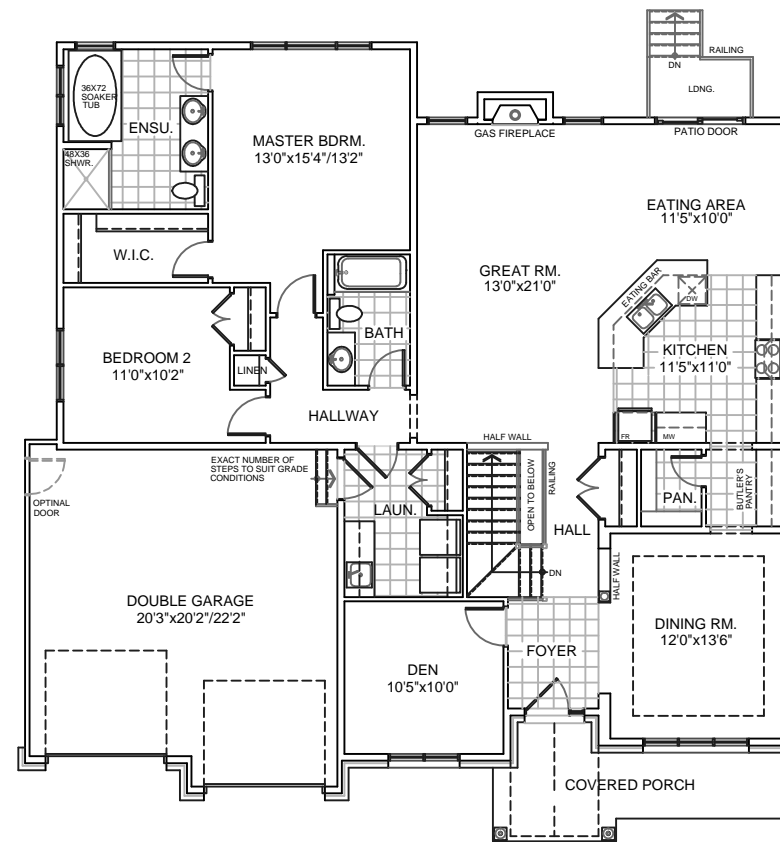 RAILING
DN
LDNG.
PATIO DOOR
GAS FIREPLACE
36X72
SOAKER
TUB
ENSU.
48X36
SHWR.
MASTER BDRM.
13'0"x15'4"/13'2"
W.I.C.
EATING AREA
11'5"x10'0"
GREAT RM.
13'0"x21'0"
EATING BAR
DW
KITCHEN
11'5"x11'0"
BATH
BEDROOM 2
11'0"x10'2"
LINEN
HALLWAY
FR
MW
HALF WALL
EXACT NUMBER OF
STEPS TO SUIT GRADE
CONDITIONS
OPTINAL
DOOR
LAUN.
OPEN TO BELOW
RAILING
HALL
PAN.
BUTLER'S
PANTRY
DN
HALF WALL
DOUBLE GARAGE
20'3"x20'2"/22'2"
DEN
10'5"x10'0"
FOYER
DINING RM.
12'0"x13'6"
COVERED PORCH